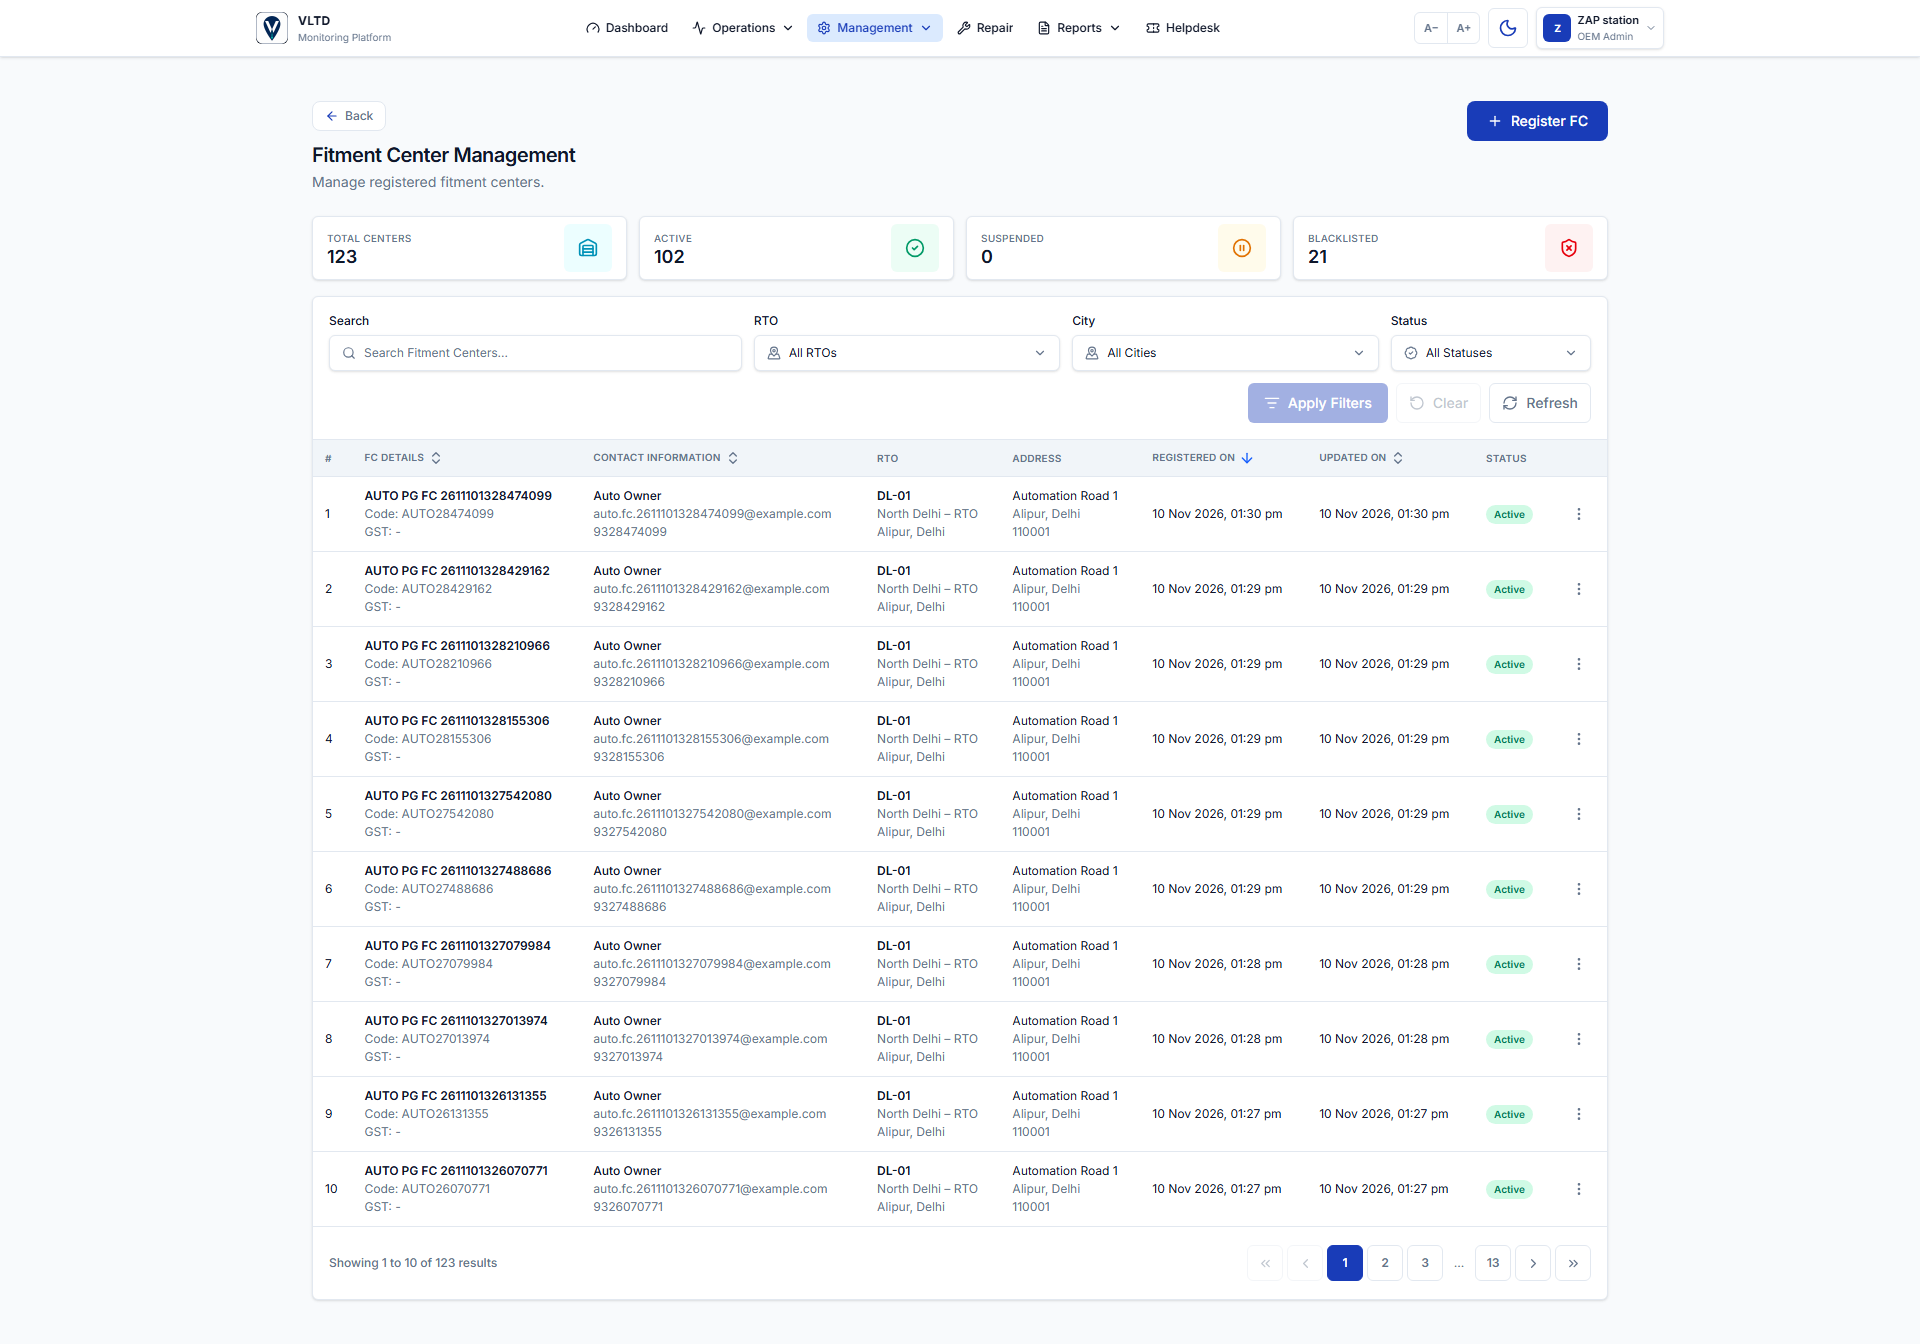 VLTD
Monitoring Platform
Dashboard
Operations
Management
Repair
Reports
Helpdesk
A-
A+
Z
ZAP station
OEM Admin
Back
Register FC
Fitment Center Management
Manage registered fitment centers.
TOTAL CENTERS
123
ACTIVE
102
SUSPENDED
0
BLACKLISTED
21
Search
Search Fitment Centers...
RTO
All RTOs
City
All Cities
Status
All Statuses
Apply Filters
Clear
Refresh
# FC DETAILS CONTACT INFORMATION RTO ADDRESS REGISTERED ON UPDATED ON STATUS
1
AUTO PG FC 2611101328474099
Code: AUTO28474099
GST: -
Auto Owner
auto.fc.2611101328474099@example.com
9328474099
DL-01
North Delhi – RTO
Alipur, Delhi
Automation Road 1
Alipur, Delhi
110001
10 Nov 2026, 01:30 pm
10 Nov 2026, 01:30 pm
Active
2
AUTO PG FC 2611101328429162
Code: AUTO28429162
GST: -
Auto Owner
auto.fc.2611101328429162@example.com
9328429162
DL-01
North Delhi – RTO
Alipur, Delhi
Automation Road 1
Alipur, Delhi
110001
10 Nov 2026, 01:29 pm
10 Nov 2026, 01:29 pm
Active
3
AUTO PG FC 2611101328210966
Code: AUTO28210966
GST: -
Auto Owner
auto.fc.2611101328210966@example.com
9328210966
DL-01
North Delhi – RTO
Alipur, Delhi
Automation Road 1
Alipur, Delhi
110001
10 Nov 2026, 01:29 pm
10 Nov 2026, 01:29 pm
Active
4
AUTO PG FC 2611101328155306
Code: AUTO28155306
GST: -
Auto Owner
auto.fc.2611101328155306@example.com
9328155306
DL-01
North Delhi – RTO
Alipur, Delhi
Automation Road 1
Alipur, Delhi
110001
10 Nov 2026, 01:29 pm
10 Nov 2026, 01:29 pm
Active
5
AUTO PG FC 2611101327542080
Code: AUTO27542080
GST: -
Auto Owner
auto.fc.2611101327542080@example.com
9327542080
DL-01
North Delhi – RTO
Alipur, Delhi
Automation Road 1
Alipur, Delhi
110001
10 Nov 2026, 01:29 pm
10 Nov 2026, 01:29 pm
Active
6
AUTO PG FC 2611101327488686
Code: AUTO27488686
GST: -
Auto Owner
auto.fc.2611101327488686@example.com
9327488686
DL-01
North Delhi – RTO
Alipur, Delhi
Automation Road 1
Alipur, Delhi
110001
10 Nov 2026, 01:29 pm
10 Nov 2026, 01:29 pm
Active
7
AUTO PG FC 2611101327079984
Code: AUTO27079984
GST: -
Auto Owner
auto.fc.2611101327079984@example.com
9327079984
DL-01
North Delhi – RTO
Alipur, Delhi
Automation Road 1
Alipur, Delhi
110001
10 Nov 2026, 01:28 pm
10 Nov 2026, 01:28 pm
Active
8
AUTO PG FC 2611101327013974
Code: AUTO27013974
GST: -
Auto Owner
auto.fc.2611101327013974@example.com
9327013974
DL-01
North Delhi – RTO
Alipur, Delhi
Automation Road 1
Alipur, Delhi
110001
10 Nov 2026, 01:28 pm
10 Nov 2026, 01:28 pm
Active
9
AUTO PG FC 2611101326131355
Code: AUTO26131355
GST: -
Auto Owner
auto.fc.2611101326131355@example.com
9326131355
DL-01
North Delhi – RTO
Alipur, Delhi
Automation Road 1
Alipur, Delhi
110001
10 Nov 2026, 01:27 pm
10 Nov 2026, 01:27 pm
Active
10
AUTO PG FC 2611101326070771
Code: AUTO26070771
GST: -
Auto Owner
auto.fc.2611101326070771@example.com
9326070771
DL-01
North Delhi – RTO
Alipur, Delhi
Automation Road 1
Alipur, Delhi
110001
10 Nov 2026, 01:27 pm
10 Nov 2026, 01:27 pm
Active
Showing 1 to 10 of 123 results
« ‹ 1 2 3 ... 13 › »